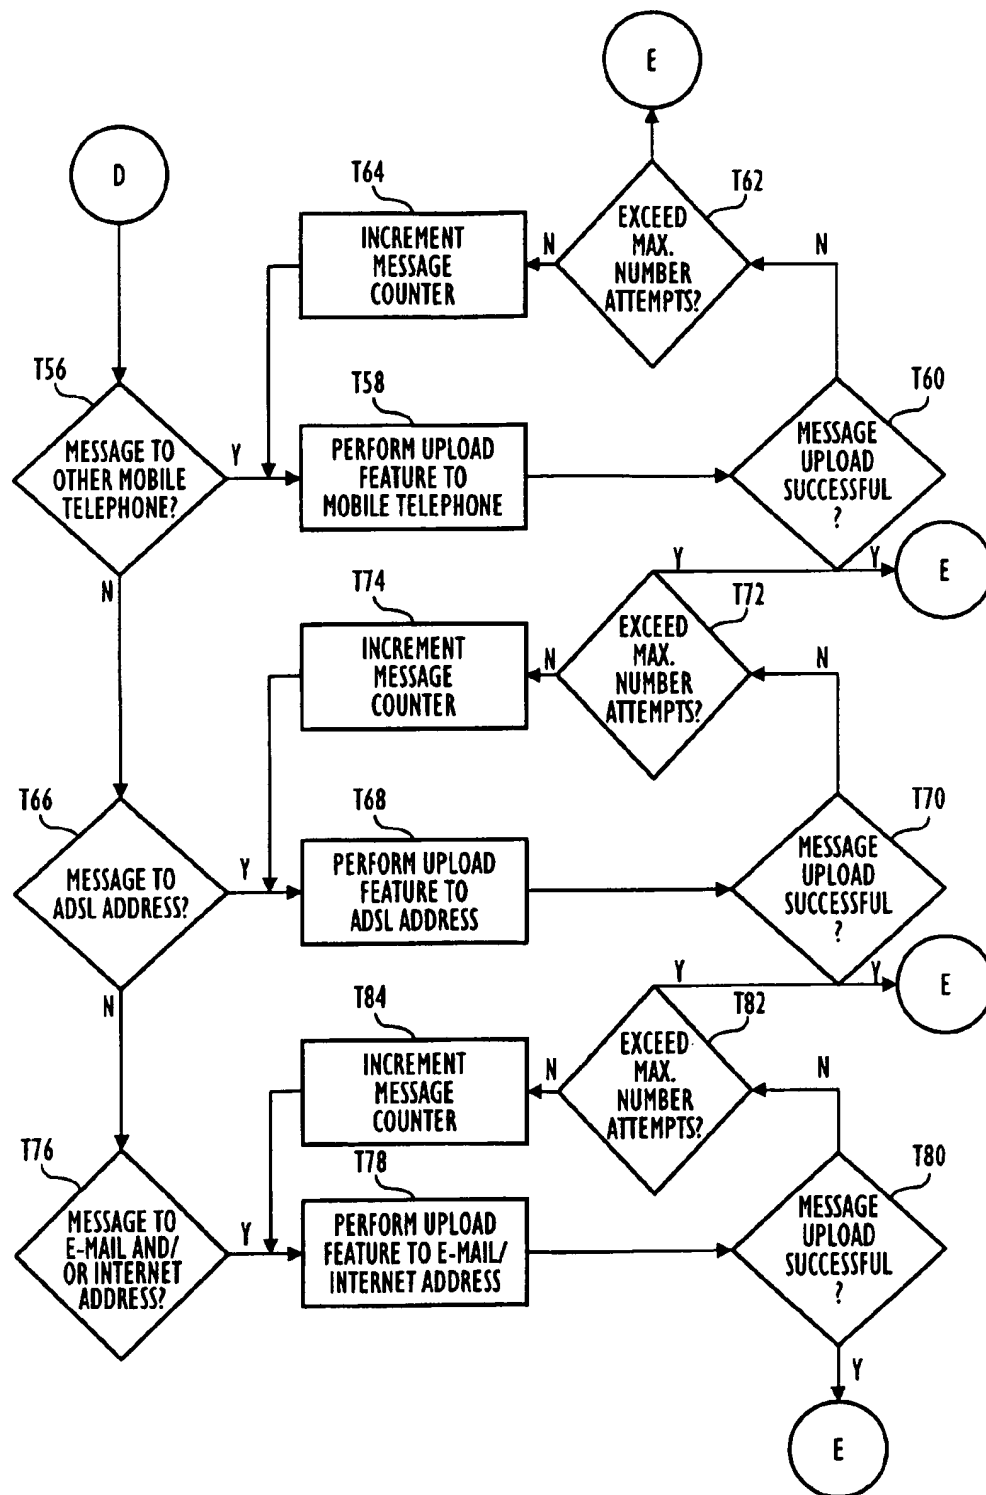 E
D
T64
INCREMENT
MESSAGE
COUNTER
N
T62
EXCEED
MAX.
NUMBER
ATTEMPTS?
N
T56
MESSAGE TO
OTHER MOBILE
TELEPHONE?
Y
N
T58
PERFORM UPLOAD
FEATURE TO
MOBILE TELEPHONE
T60
MESSAGE
UPLOAD
SUCCESSFUL
?
Y
Y
E
T74
INCREMENT
MESSAGE
COUNTER
N
T72
EXCEED
MAX.
NUMBER
ATTEMPTS?
N
T66
MESSAGE TO
ADSL ADDRESS?
Y
N
T68
PERFORM UPLOAD
FEATURE TO
ADSL ADDRESS
T70
MESSAGE
UPLOAD
SUCCESSFUL
?
Y
Y
E
T84
INCREMENT
MESSAGE
COUNTER
N
T82
EXCEED
MAX.
NUMBER
ATTEMPTS?
N
T76
MESSAGE TO
E-MAIL AND/
OR INTERNET
ADDRESS?
Y
T78
PERFORM UPLOAD
FEATURE TO E-MAIL/
INTERNET ADDRESS
T80
MESSAGE
UPLOAD
SUCCESSFUL
?
Y
E